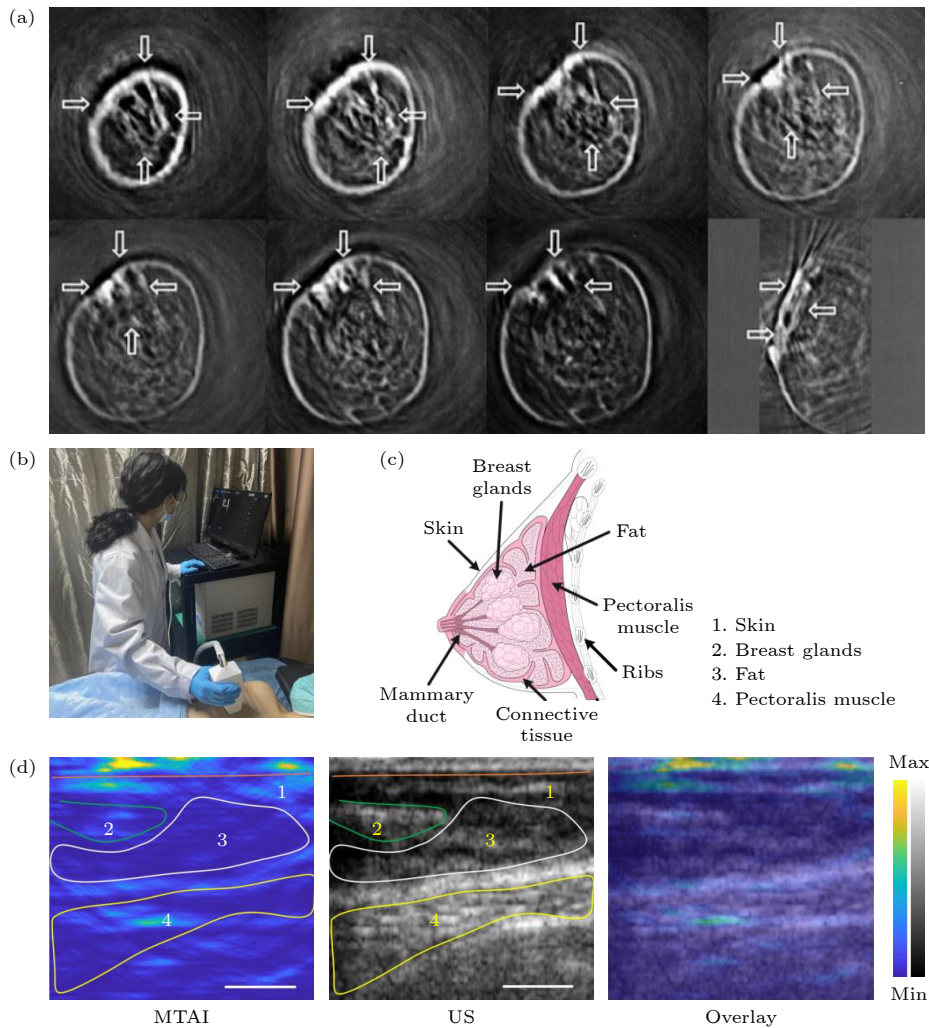 (a)
(b)
(c)
Breast
glands
Skin
Fat
Pectoralis
muscle
Ribs
Mammary
duct
Connective
tissue
1. Skin
2. Breast glands
3. Fat
4. Pectoralis muscle
(d)
1
2
3
4
MTAI
1
2
3
4
US
Overlay
Max
Min